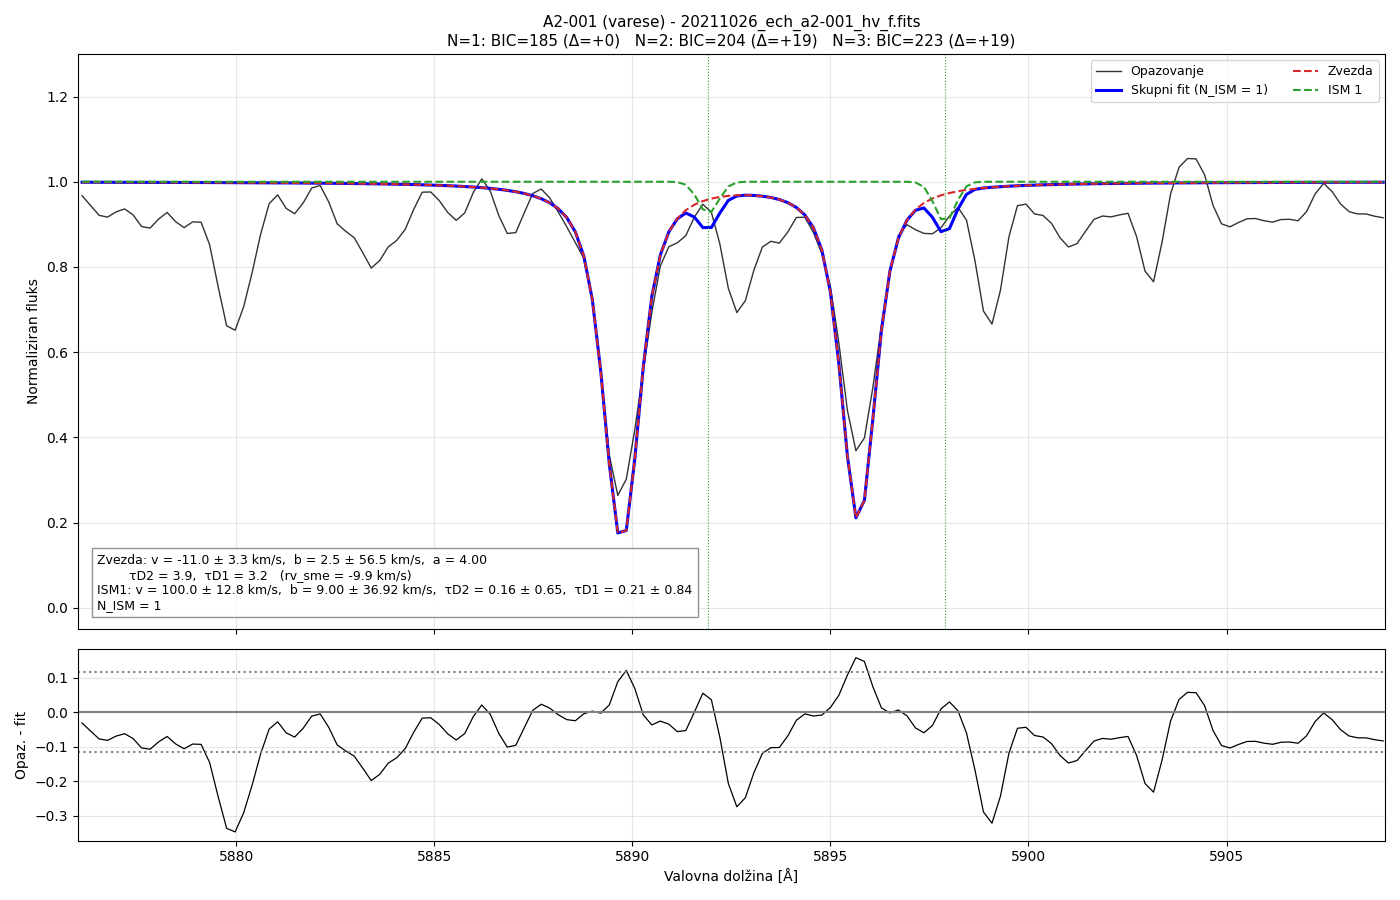 A2-001 (varese) - 20211026_ech_a2-001_hv_f.fits
N=1: BIC=185 (Δ=+0)   N=2: BIC=204 (Δ=+19)   N=3: BIC=223 (Δ=+19)
Opazovanje
Skupni fit (N_ISM = 1)
Zvezda
ISM 1
Normaliziran fluks
1.2
1.0
0.8
0.6
0.4
0.2
0.0
Zvezda: v = -11.0 ± 3.3 km/s,  b = 2.5 ± 56.5 km/s,  a = 4.00
τD2 = 3.9,  τD1 = 3.2   (rv_sme = -9.9 km/s)
ISM1: v = 100.0 ± 12.8 km/s,  b = 9.00 ± 36.92 km/s,  τD2 = 0.16 ± 0.65,  τD1 = 0.21 ± 0.84
N_ISM = 1
Opaz. - fit
0.1
0.0
−0.1
−0.2
−0.3
5880 5885 5890 5895 5900 5905
Valovna dolžina [Å]